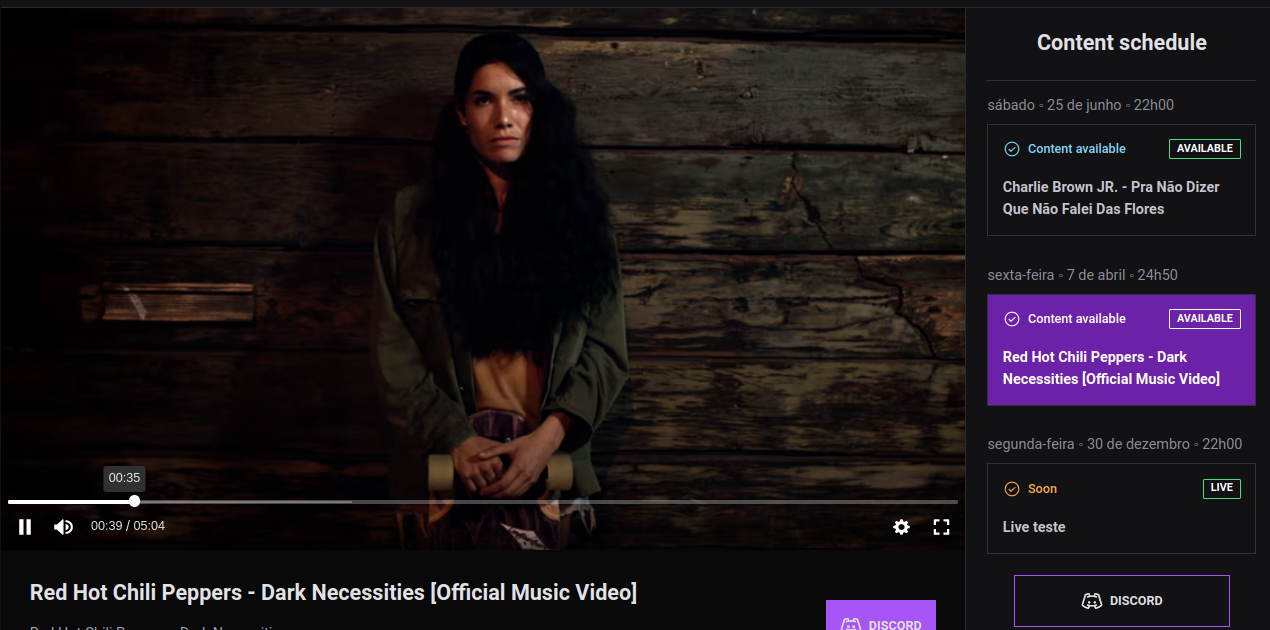 Content schedule
sábado ◦ 25 de junho ◦ 22h00
Content available
AVAILABLE
Charlie Brown JR. - Pra Não Dizer
Que Não Falei Das Flores
sexta-feira ◦ 7 de abril ◦ 24h50
Content available
AVAILABLE
Red Hot Chili Peppers - Dark
Necessities [Official Music Video]
segunda-feira ◦ 30 de dezembro ◦ 22h00
Soon
LIVE
Live teste
DISCORD
00:35
00:39 / 05:04
Red Hot Chili Peppers - Dark Necessities [Official Music Video]
DISCORD